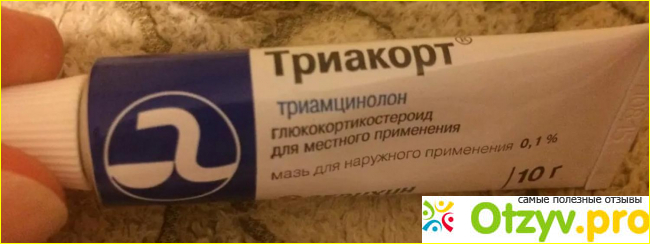 Триакорт®
триамцинолон
глюкокортикостероид
для местного применения
мазь для наружного применения 0,1%
10 г
самые полезные отзывы
Otzyv.pro